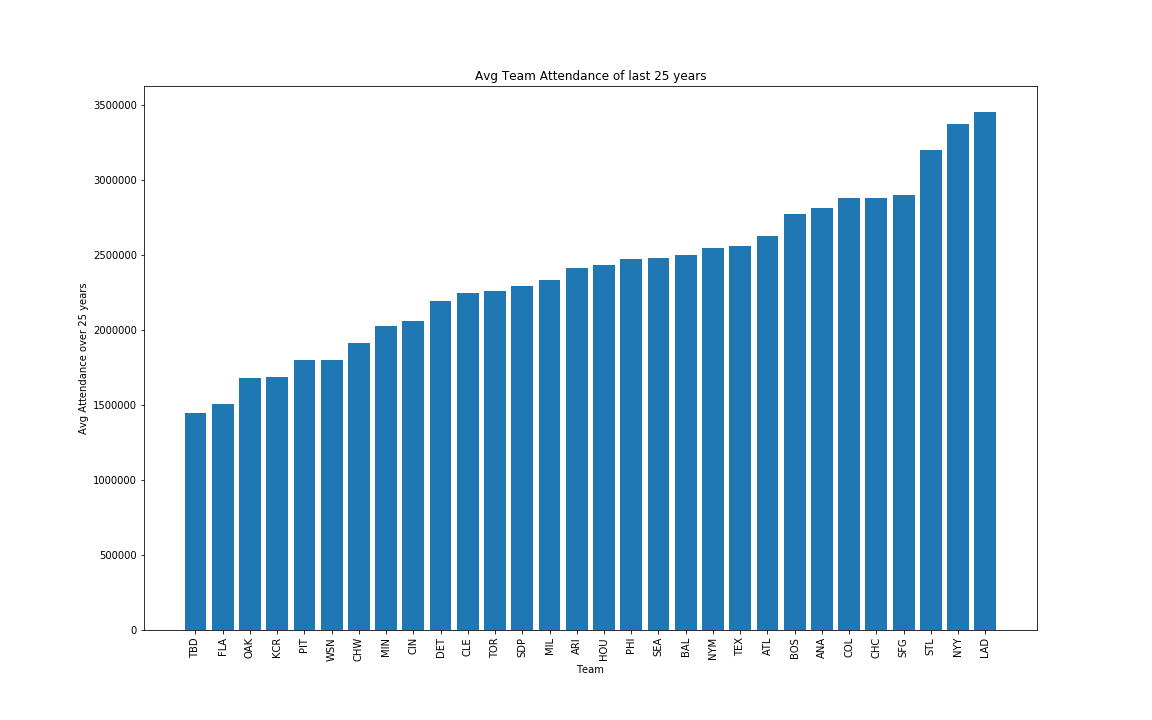 Avg Team Attendance of last 25 years
Avg Attendance over 25 years
3500000
3000000
2500000
2000000
1500000
1000000
500000
0
TBD FLA OAK KCR PIT WSN CHW MIN CIN DET CLE TOR SDP MIL ARI HOU PHI SEA BAL NYM TEX ATL BOS ANA COL CHC SFG STL NYY LAD
Team